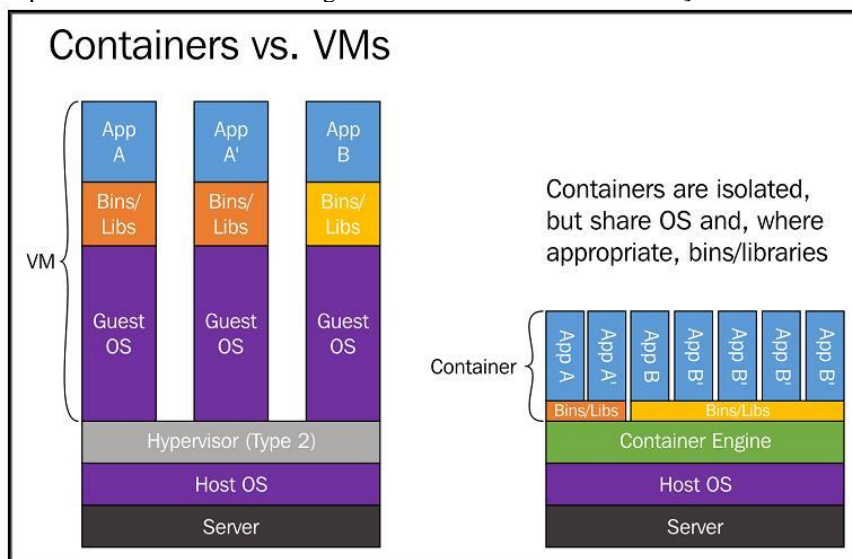 Containers vs. VMs
App
A
App
A'
App
B
Bins/
Libs
Bins/
Libs
Bins/
Libs
VM
Guest
OS
Guest
OS
Guest
OS
Hypervisor (Type 2)
Host OS
Server
Containers are isolated,
but share OS and, where
appropriate, bins/libraries
Container
App A
App A'
App B
App B'
App B'
App B'
App B'
Bins/Libs
Bins/Libs
Container Engine
Host OS
Server